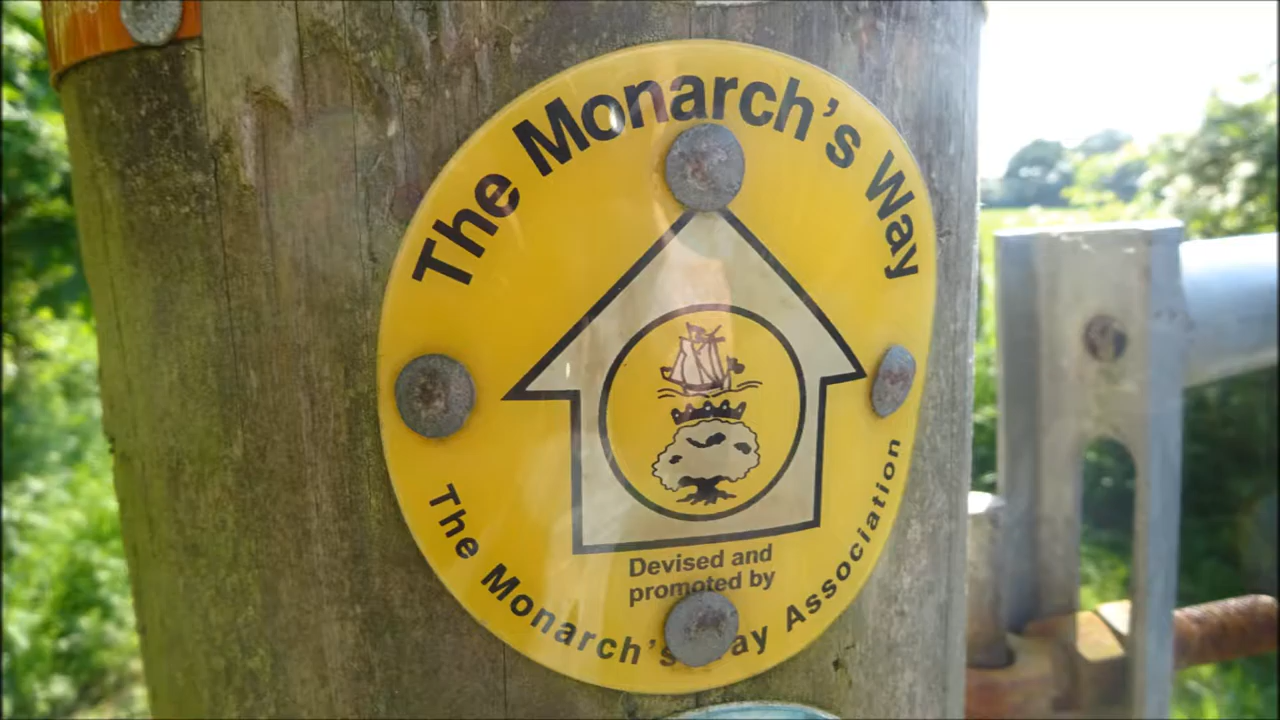 The Monarch's Way
Devised and
promoted by
The Monarch's Way Association